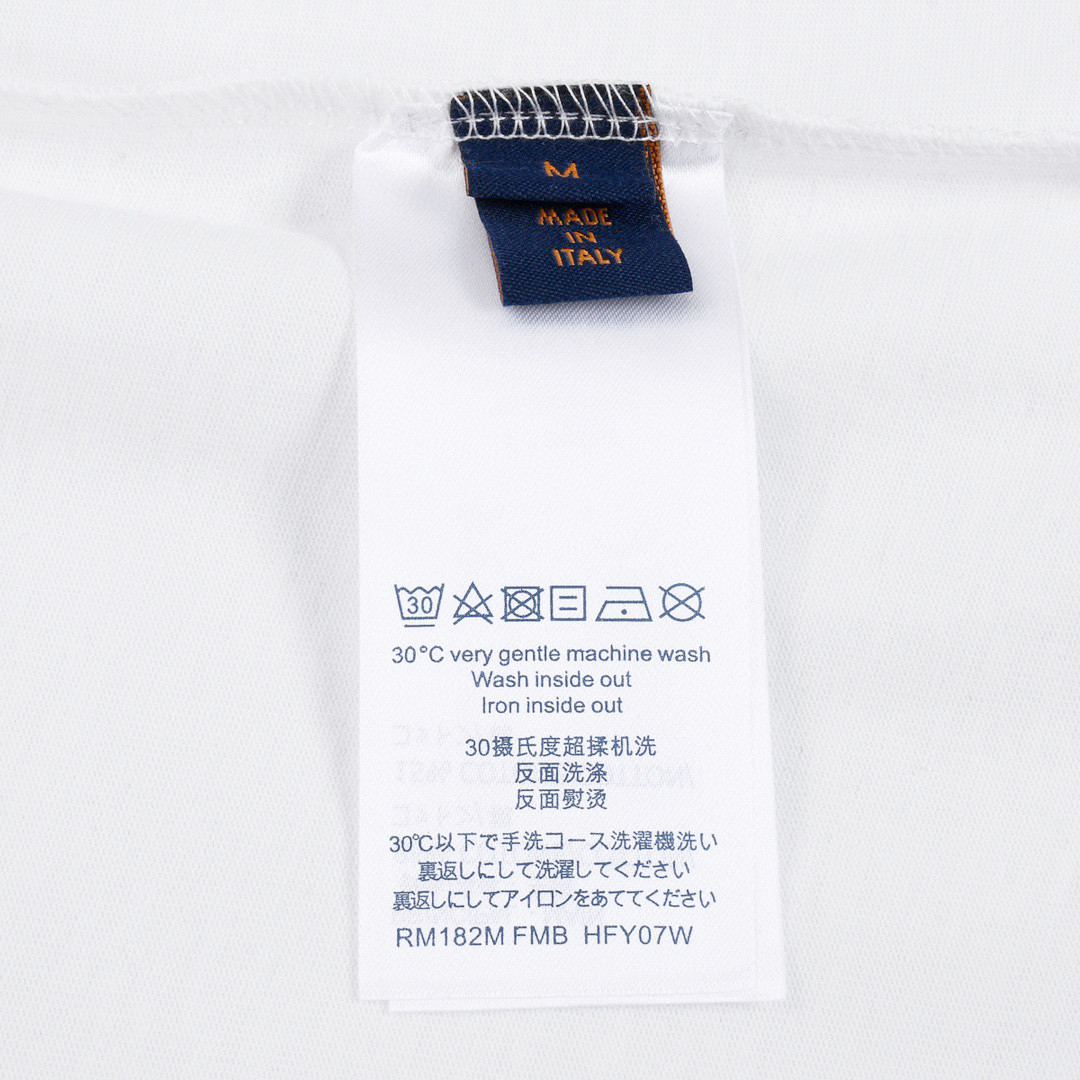 M
MADE
IN
ITALY
30
30°C very gentle machine wash
Wash inside out
Iron inside out
30摄氏度超揉机洗
反面洗涤
反面熨烫
30℃以下で手洗コース洗濯機洗い
裏返しにして洗濯してください
裏返しにしてアイロンをあててください
RM182M FMB HFY07W